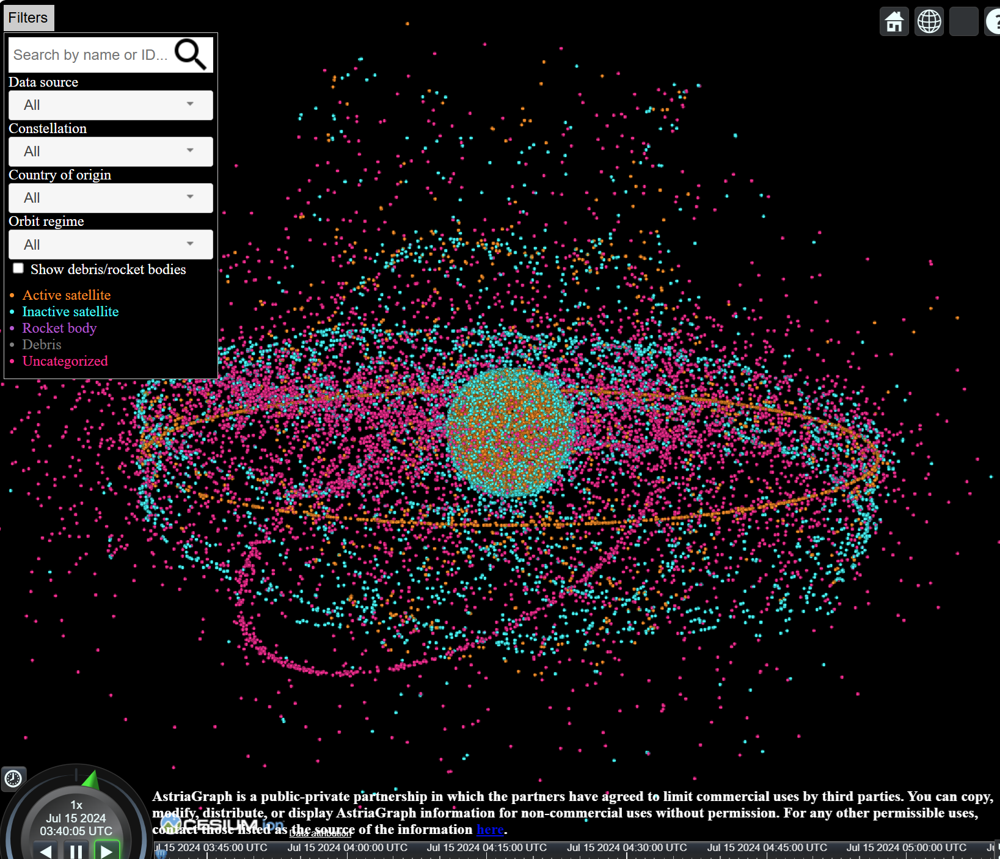 Filters
Search by name or ID...
Data source
All
Constellation
All
Country of origin
All
Orbit regime
All
Show debris/rocket bodies
Active satellite
Inactive satellite
Rocket body
Debris
Uncategorized
?
1x
Jul 15 2024
03:40:05 UTC
AstriaGraph is a public-private partnership in which the partners have agreed to limit commercial uses by third parties. You can copy,
modify, distribute, or display AstriaGraph information for non-commercial uses without permission. For any other permissible uses,
contact those listed as the source of the information here.
CESIUM ion
Data attribution
Jul 15 2024 03:45:00 UTC Jul 15 2024 04:00:00 UTC Jul 15 2024 04:15:00 UTC Jul 15 2024 04:30:00 UTC Jul 15 2024 04:45:00 UTC Jul 15 2024 05:00:00 UTC